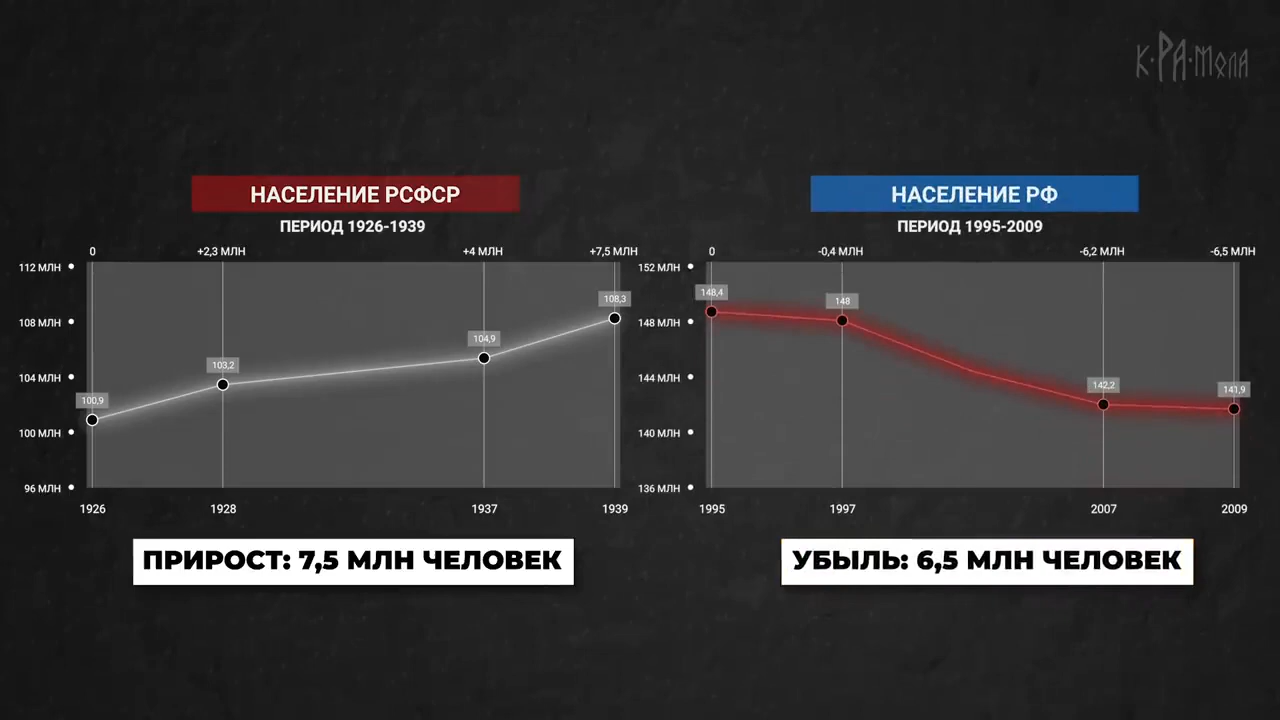 К·РА·МОЛА
НАСЕЛЕНИЕ РСФСР
ПЕРИОД 1926-1939
0 +2,3 МЛН +4 МЛН +7,5 МЛН
112 МЛН
108 МЛН
104 МЛН
100 МЛН
96 МЛН
100,9
103,2
104,9
108,3
1926 1928 1937 1939
ПРИРОСТ: 7,5 МЛН ЧЕЛОВЕК
НАСЕЛЕНИЕ РФ
ПЕРИОД 1995-2009
0 -0,4 МЛН -6,2 МЛН -6,5 МЛН
152 МЛН
148 МЛН
144 МЛН
140 МЛН
136 МЛН
148,4
148
142,2
141,9
1995 1997 2007 2009
УБЫЛЬ: 6,5 МЛН ЧЕЛОВЕК